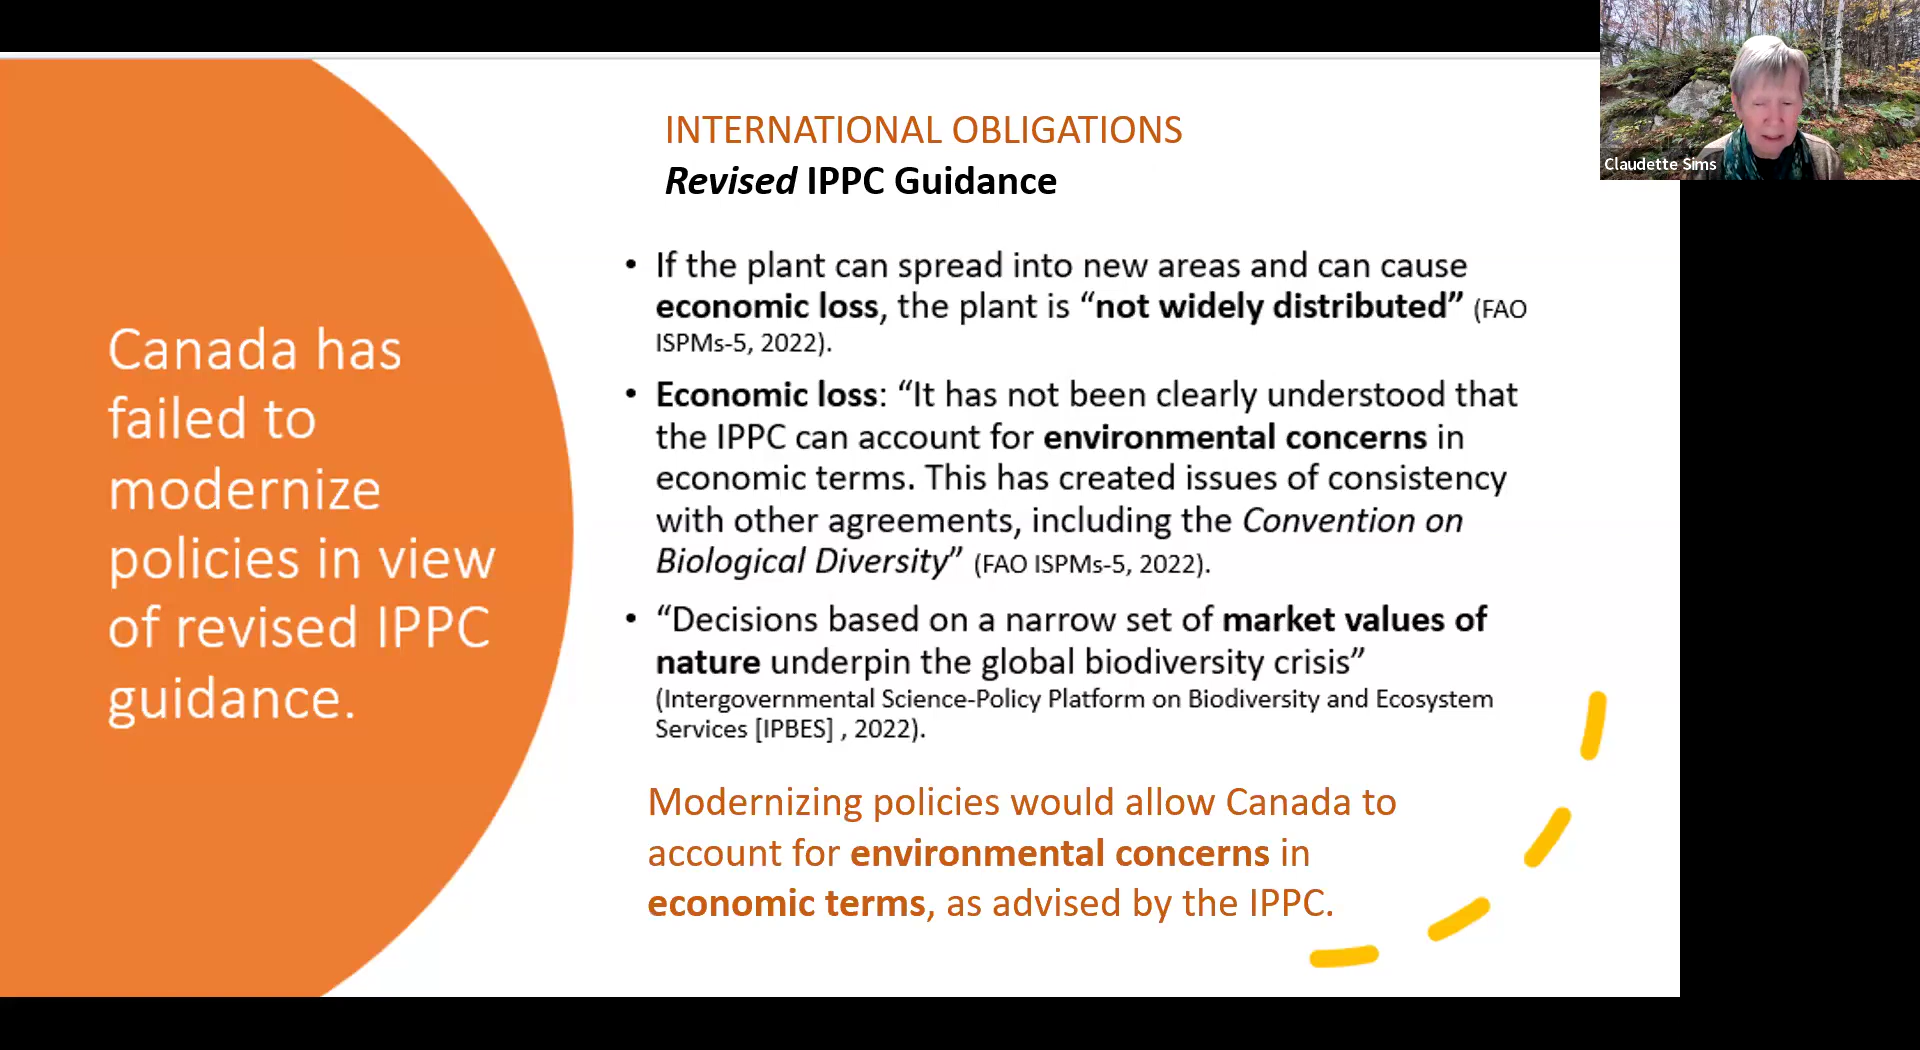 Canada has
failed to
modernize
policies in view
of revised IPPC
guidance.
INTERNATIONAL OBLIGATIONS
Revised IPPC Guidance
• If the plant can spread into new areas and can cause
economic loss, the plant is “not widely distributed” (FAO
ISPMs-5, 2022).
• Economic loss: “It has not been clearly understood that
the IPPC can account for environmental concerns in
economic terms. This has created issues of consistency
with other agreements, including the Convention on
Biological Diversity” (FAO ISPMs-5, 2022).
• “Decisions based on a narrow set of market values of
nature underpin the global biodiversity crisis”
(Intergovernmental Science-Policy Platform on Biodiversity and Ecosystem
Services [IPBES] , 2022).
Modernizing policies would allow Canada to
account for environmental concerns in
economic terms, as advised by the IPPC.
Claudette Sims